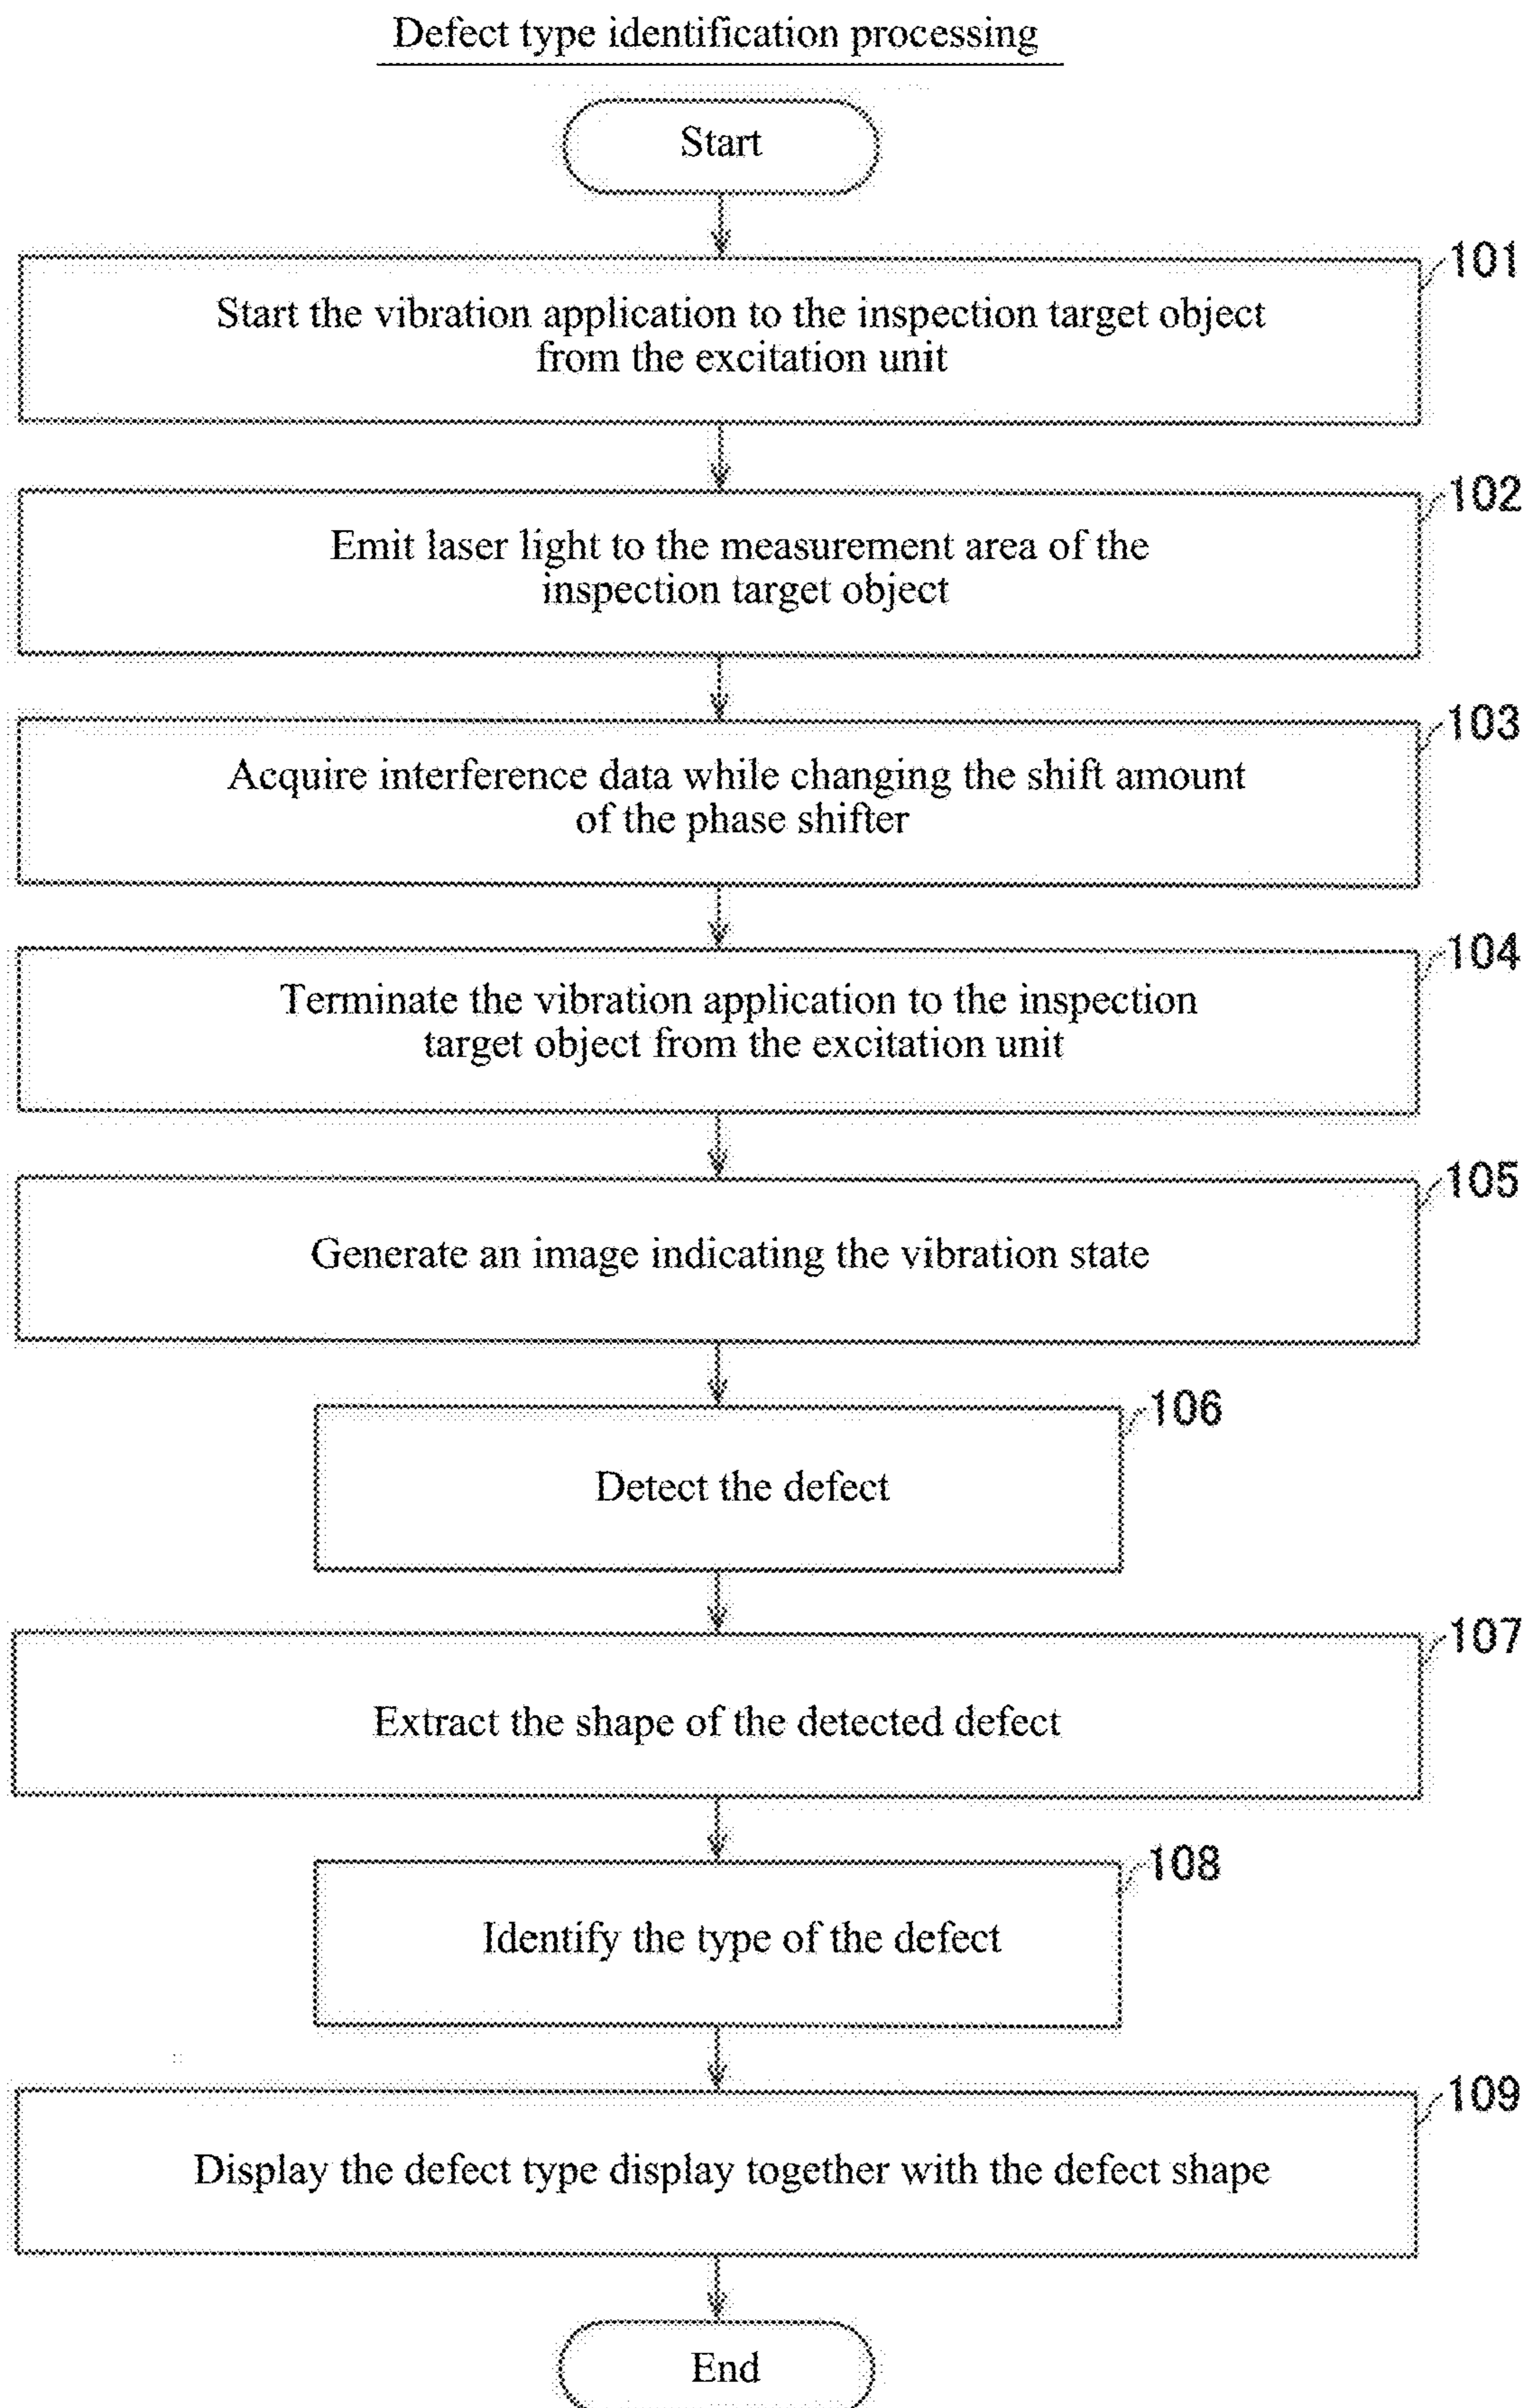 Defect type identification processing
Start
101
Start the vibration application to the inspection target object
from the excitation unit
102
Emit laser light to the measurement area of the
inspection target object
103
Acquire interference data while changing the shift amount
of the phase shifter
104
Terminate the vibration application to the inspection
target object from the excitation unit
105
Generate an image indicating the vibration state
106
Detect the defect
107
Extract the shape of the detected defect
108
Identify the type of the defect
109
Display the defect type display together with the defect shape
End